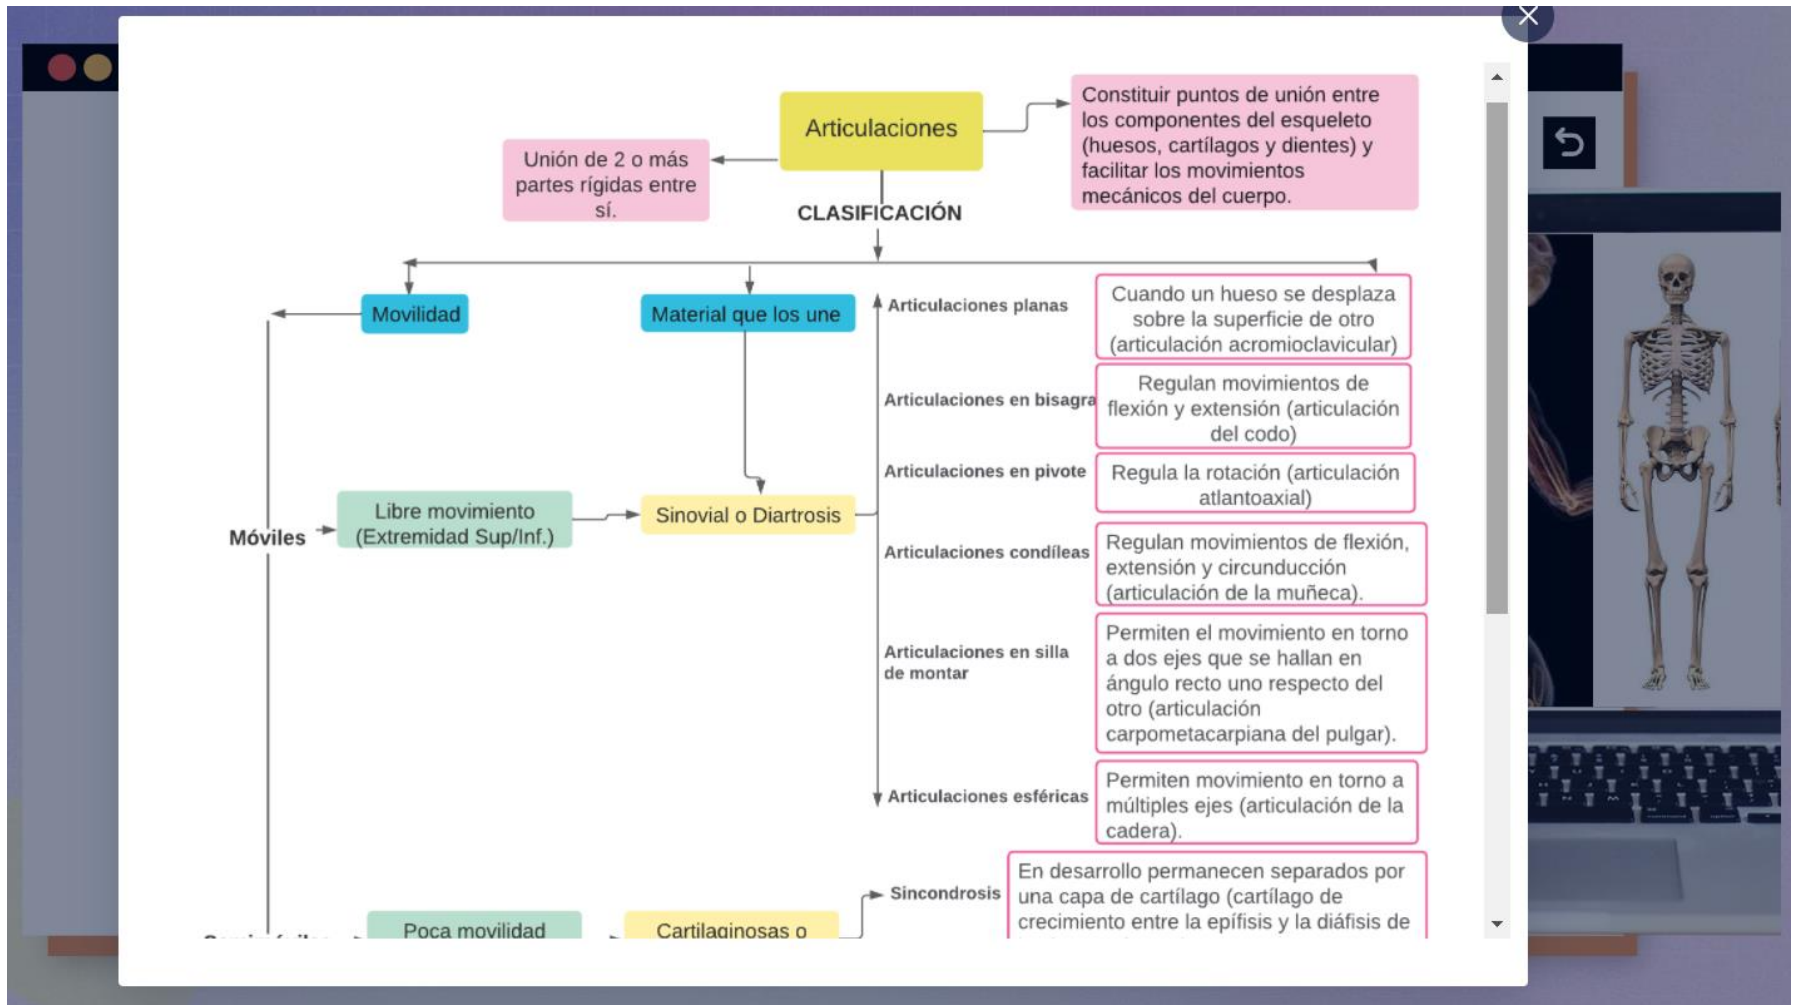 Articulaciones
Constituir puntos de unión entre
los componentes del esqueleto
(huesos, cartílagos y dientes) y
facilitar los movimientos
mecánicos del cuerpo.
Unión de 2 o más
partes rígidas entre
sí.
CLASIFICACIÓN
Movilidad
Material que los une
Articulaciones planas
Cuando un hueso se desplaza
sobre la superficie de otro
(articulación acromioclavicular)
Articulaciones en bisagra
Regulan movimientos de
flexión y extensión (articulación
del codo)
Articulaciones en pivote
Regula la rotación (articulación
atlantoaxial)
Móviles
Libre movimiento
(Extremidad Sup/Inf.)
Sinovial o Diartrosis
Articulaciones condíleas
Regulan movimientos de flexión,
extensión y circunducción
(articulación de la muñeca).
Articulaciones en silla
de montar
Permiten el movimiento en torno
a dos ejes que se hallan en
ángulo recto uno respecto del
otro (articulación
carpometacarpiana del pulgar).
Articulaciones esféricas
Permiten movimiento en torno a
múltiples ejes (articulación de la
cadera).
Poca movilidad
Cartilaginosas o
Sincondrosis
En desarrollo permanecen separados por
una capa de cartílago (cartílago de
crecimiento entre la epífisis y la diáfisis de